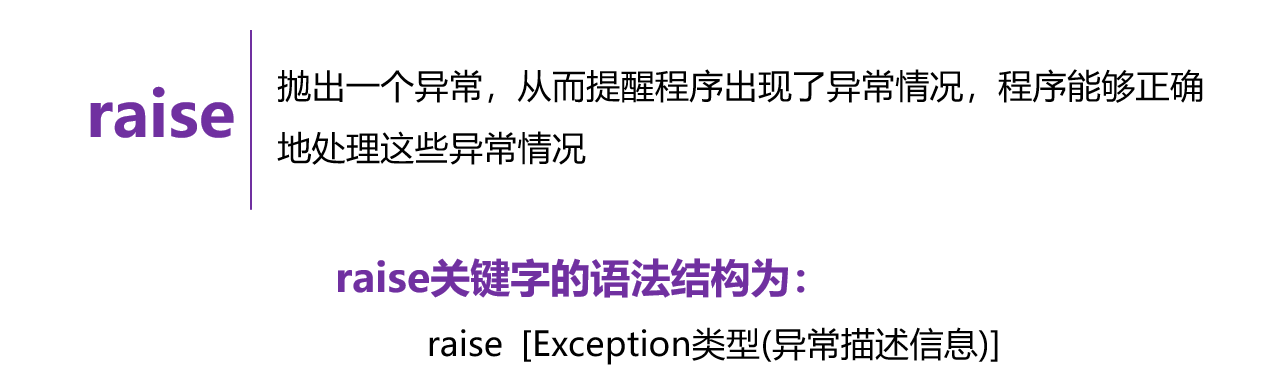 raise
抛出一个异常，从而提醒程序出现了异常情况，程序能够正确
地处理这些异常情况
raise关键字的语法结构为：
raise [Exception类型(异常描述信息)]